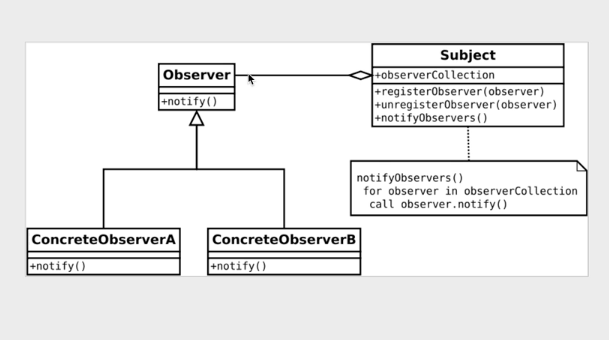 Observer
+notify()
Subject
+observerCollection
+registerObserver(observer)
+unregisterObserver(observer)
+notifyObservers()
notifyObservers()
for observer in observerCollection
call observer.notify()
ConcreteObserverA
+notify()
ConcreteObserverB
+notify()